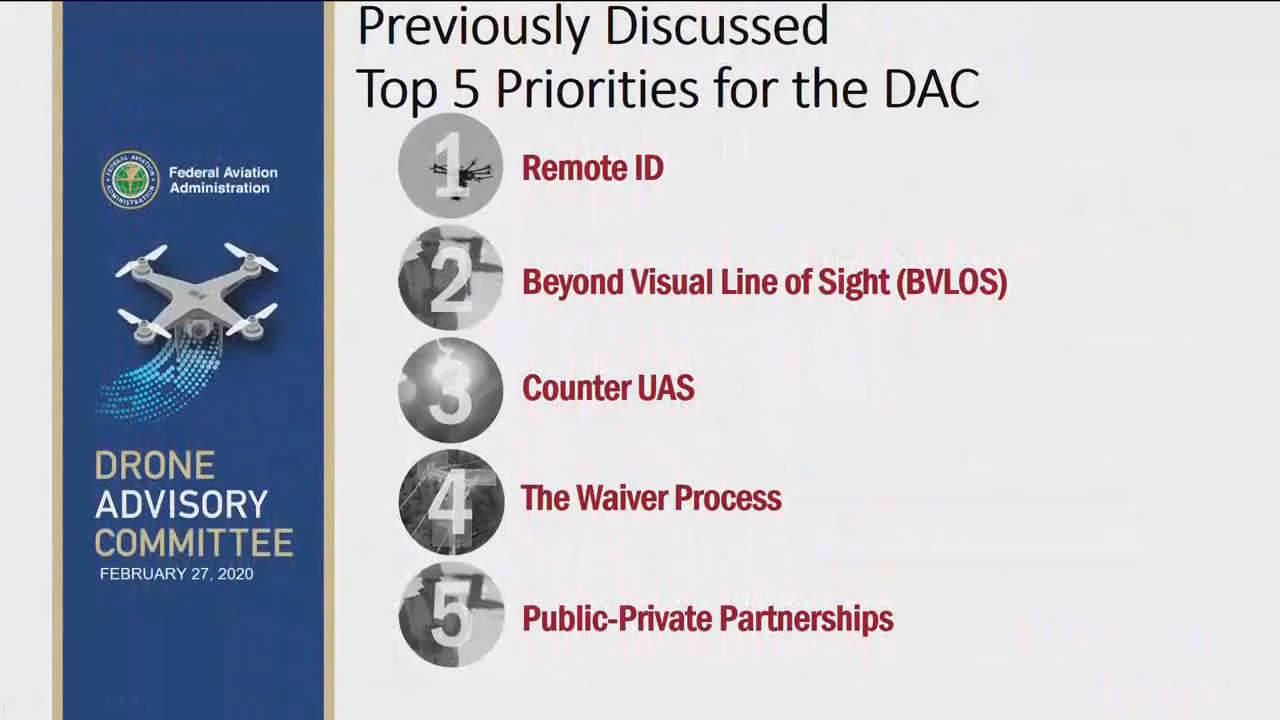 Previously Discussed
Top 5 Priorities for the DAC
Federal Aviation
Administration
DRONE
ADVISORY
COMMITTEE
FEBRUARY 27, 2020
1 Remote ID
2 Beyond Visual Line of Sight (BVLOS)
3 Counter UAS
4 The Waiver Process
5 Public-Private Partnerships